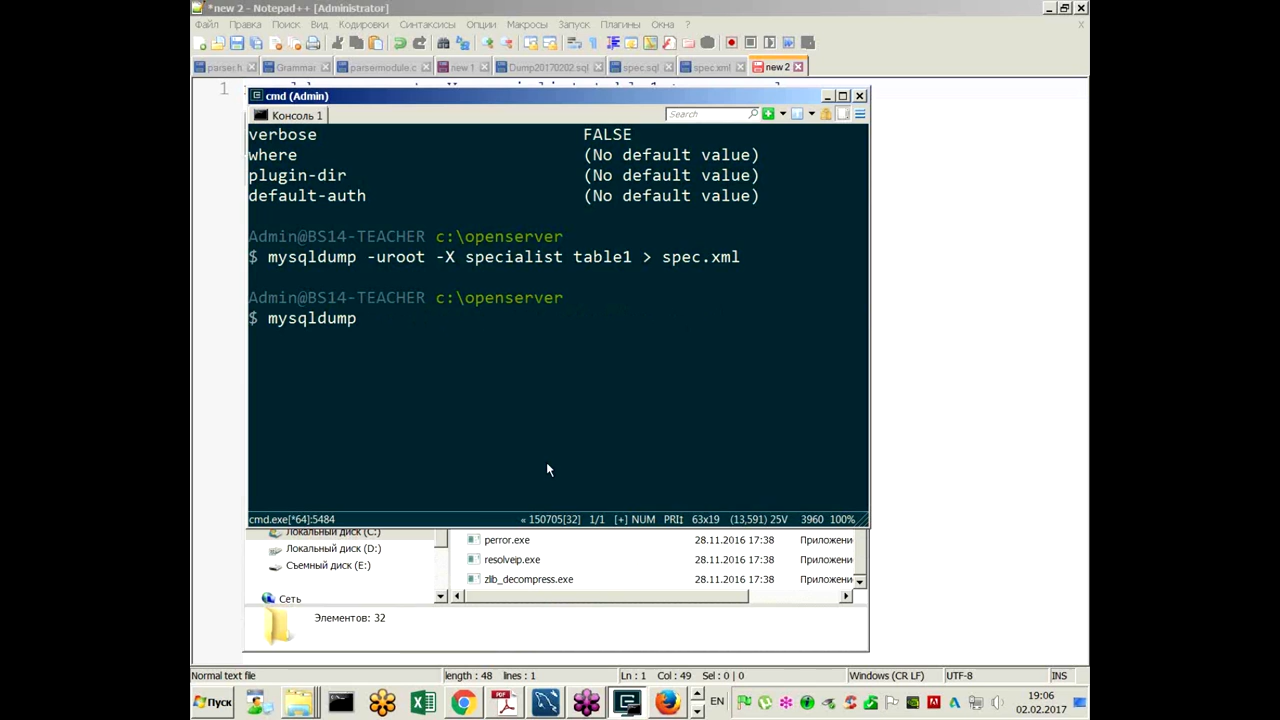 *new 2 - Notepad++ [Administrator]
Файл Правка Поиск Вид Кодировки Синтаксисы Опции Макросы Запуск Плагины Окна ? X
parser.h Grammar parsermodule.c new 1 Dump20170202.sql spec.sql spec.xml new 2
1
cmd (Admin)
Консоль 1
Search
verbose FALSE
where (No default value)
plugin-dir (No default value)
default-auth (No default value)
Admin@BS14-TEACHER c:\openserver
$ mysqldump -uroot -X specialist table1 > spec.xml
Admin@BS14-TEACHER c:\openserver
$ mysqldump
cmd.exe[*64]:5484 « 150705[32] 1/1 [+] NUM PRI↕ 63x19 (13,591) 25V 3960 100%
Локальный диск (C:)
Локальный диск (D:)
Съемный диск (E:)
Сеть
perror.exe 28.11.2016 17:38 Приложени
resolveip.exe 28.11.2016 17:38 Приложени
zlib_decompress.exe 28.11.2016 17:38 Приложени
Элементов: 32
Normal text file length : 48 lines : 1 Ln : 1 Col : 49 Sel : 0 | 0 Windows (CR LF) UTF-8 INS
Пуск
PDF
EN
19:06
02.02.2017